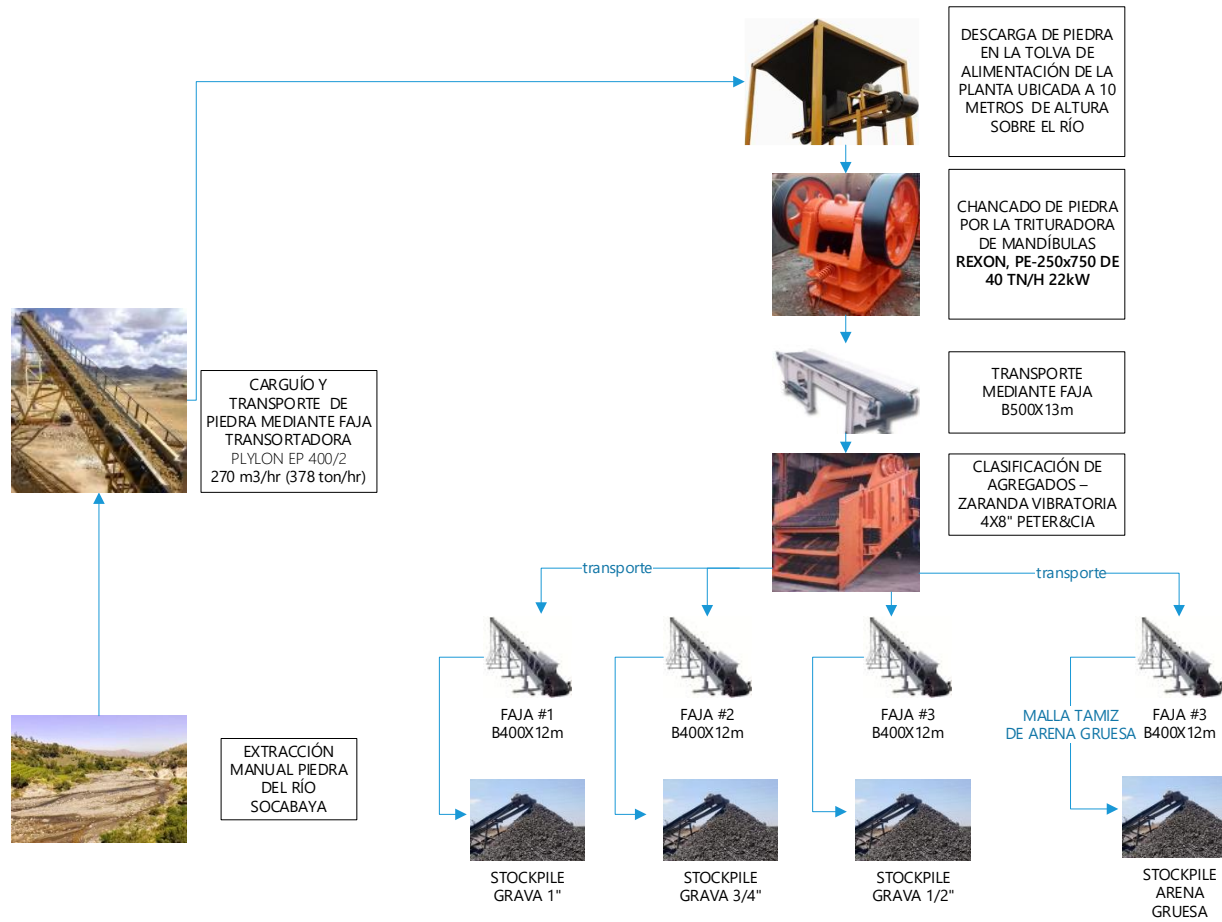 DESCARGA DE PIEDRA
EN LA TOLVA DE
ALIMENTACIÓN DE LA
PLANTA UBICADA A 10
METROS DE ALTURA
SOBRE EL RÍO
CHANCADO DE PIEDRA
POR LA TRITURADORA
DE MANDÍBULAS
REXON, PE-250x750 DE
40 TN/H 22kW
CARGUÍO Y
TRANSPORTE DE
PIEDRA MEDIANTE FAJA
TRANSORTADORA
PLYLON EP 400/2
270 m3/hr (378 ton/hr)
TRANSPORTE
MEDIANTE FAJA
B500X13m
CLASIFICACIÓN DE
AGREGADOS –
ZARANDA VIBRATORIA
4X8" PETER&CIA
transporte
transporte
FAJA #1
B400X12m
FAJA #2
B400X12m
FAJA #3
B400X12m
MALLA TAMIZ
DE ARENA GRUESA
FAJA #3
B400X12m
EXTRACCIÓN
MANUAL PIEDRA
DEL RÍO
SOCABAYA
STOCKPILE
GRAVA 1"
STOCKPILE
GRAVA 3/4"
STOCKPILE
GRAVA 1/2"
STOCKPILE
ARENA
GRUESA